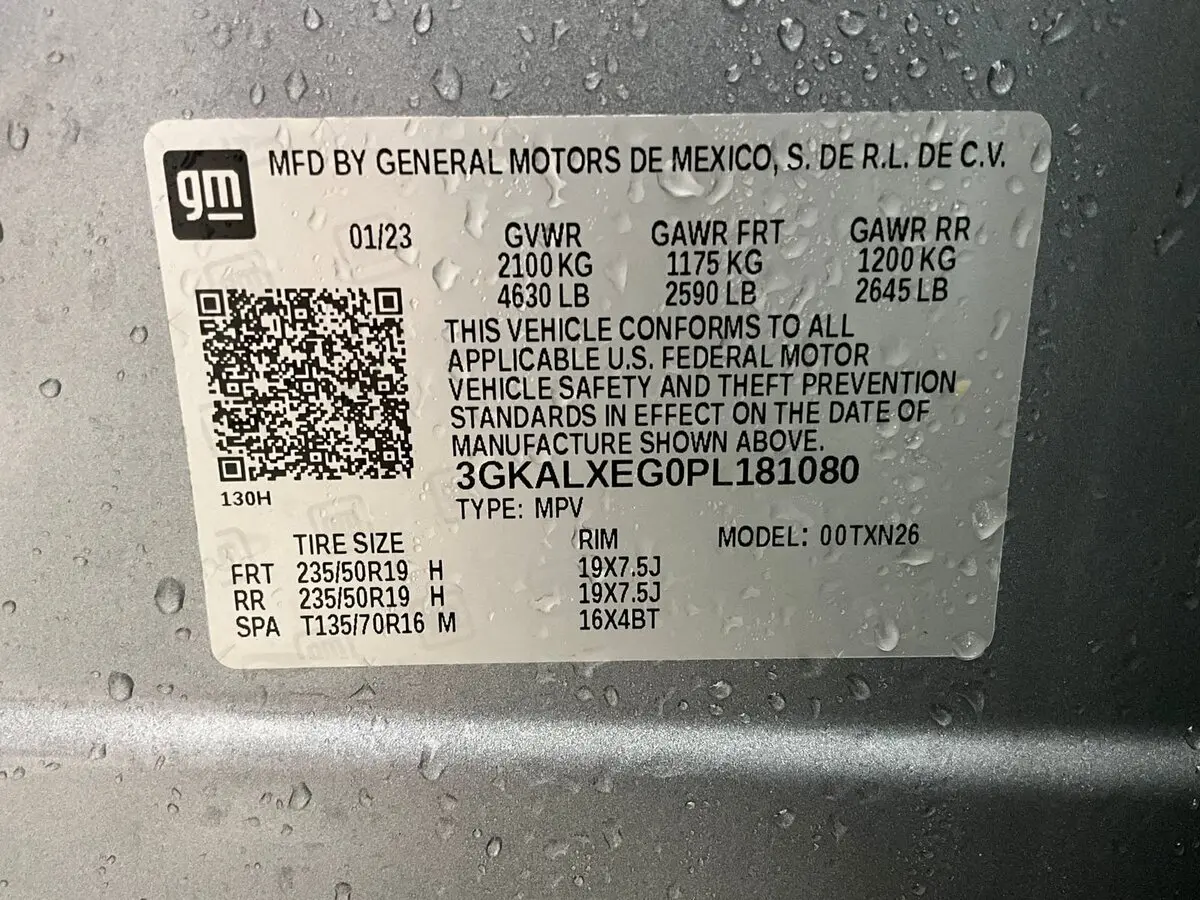 gm
MFD BY GENERAL MOTORS DE MEXICO, S. DE R.L. DE C.V.
01/23 GVWR GAWR FRT GAWR RR
2100 KG 1175 KG 1200 KG
4630 LB 2590 LB 2645 LB
THIS VEHICLE CONFORMS TO ALL
APPLICABLE U.S. FEDERAL MOTOR
VEHICLE SAFETY AND THEFT PREVENTION
STANDARDS IN EFFECT ON THE DATE OF
MANUFACTURE SHOWN ABOVE.
3GKALXEG0PL181080
130H
TYPE: MPV
TIRE SIZE RIM MODEL: 00TXN26
FRT 235/50R19 H 19X7.5J
RR 235/50R19 H 19X7.5J
SPA T135/70R16 M 16X4BT